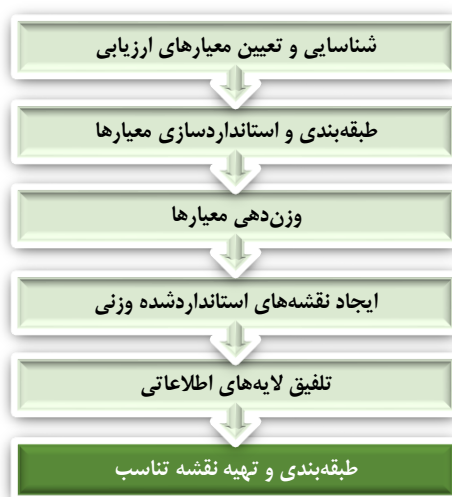 شناسایی و تعیین معیارهای ارزیابی
طبقه‌بندی و استانداردسازی معیارها
وزن‌دهی معیارها
ایجاد نقشه‌های استانداردشده وزنی
تلفیق لایه‌های اطلاعاتی
طبقه‌بندی و تهیه نقشه تناسب